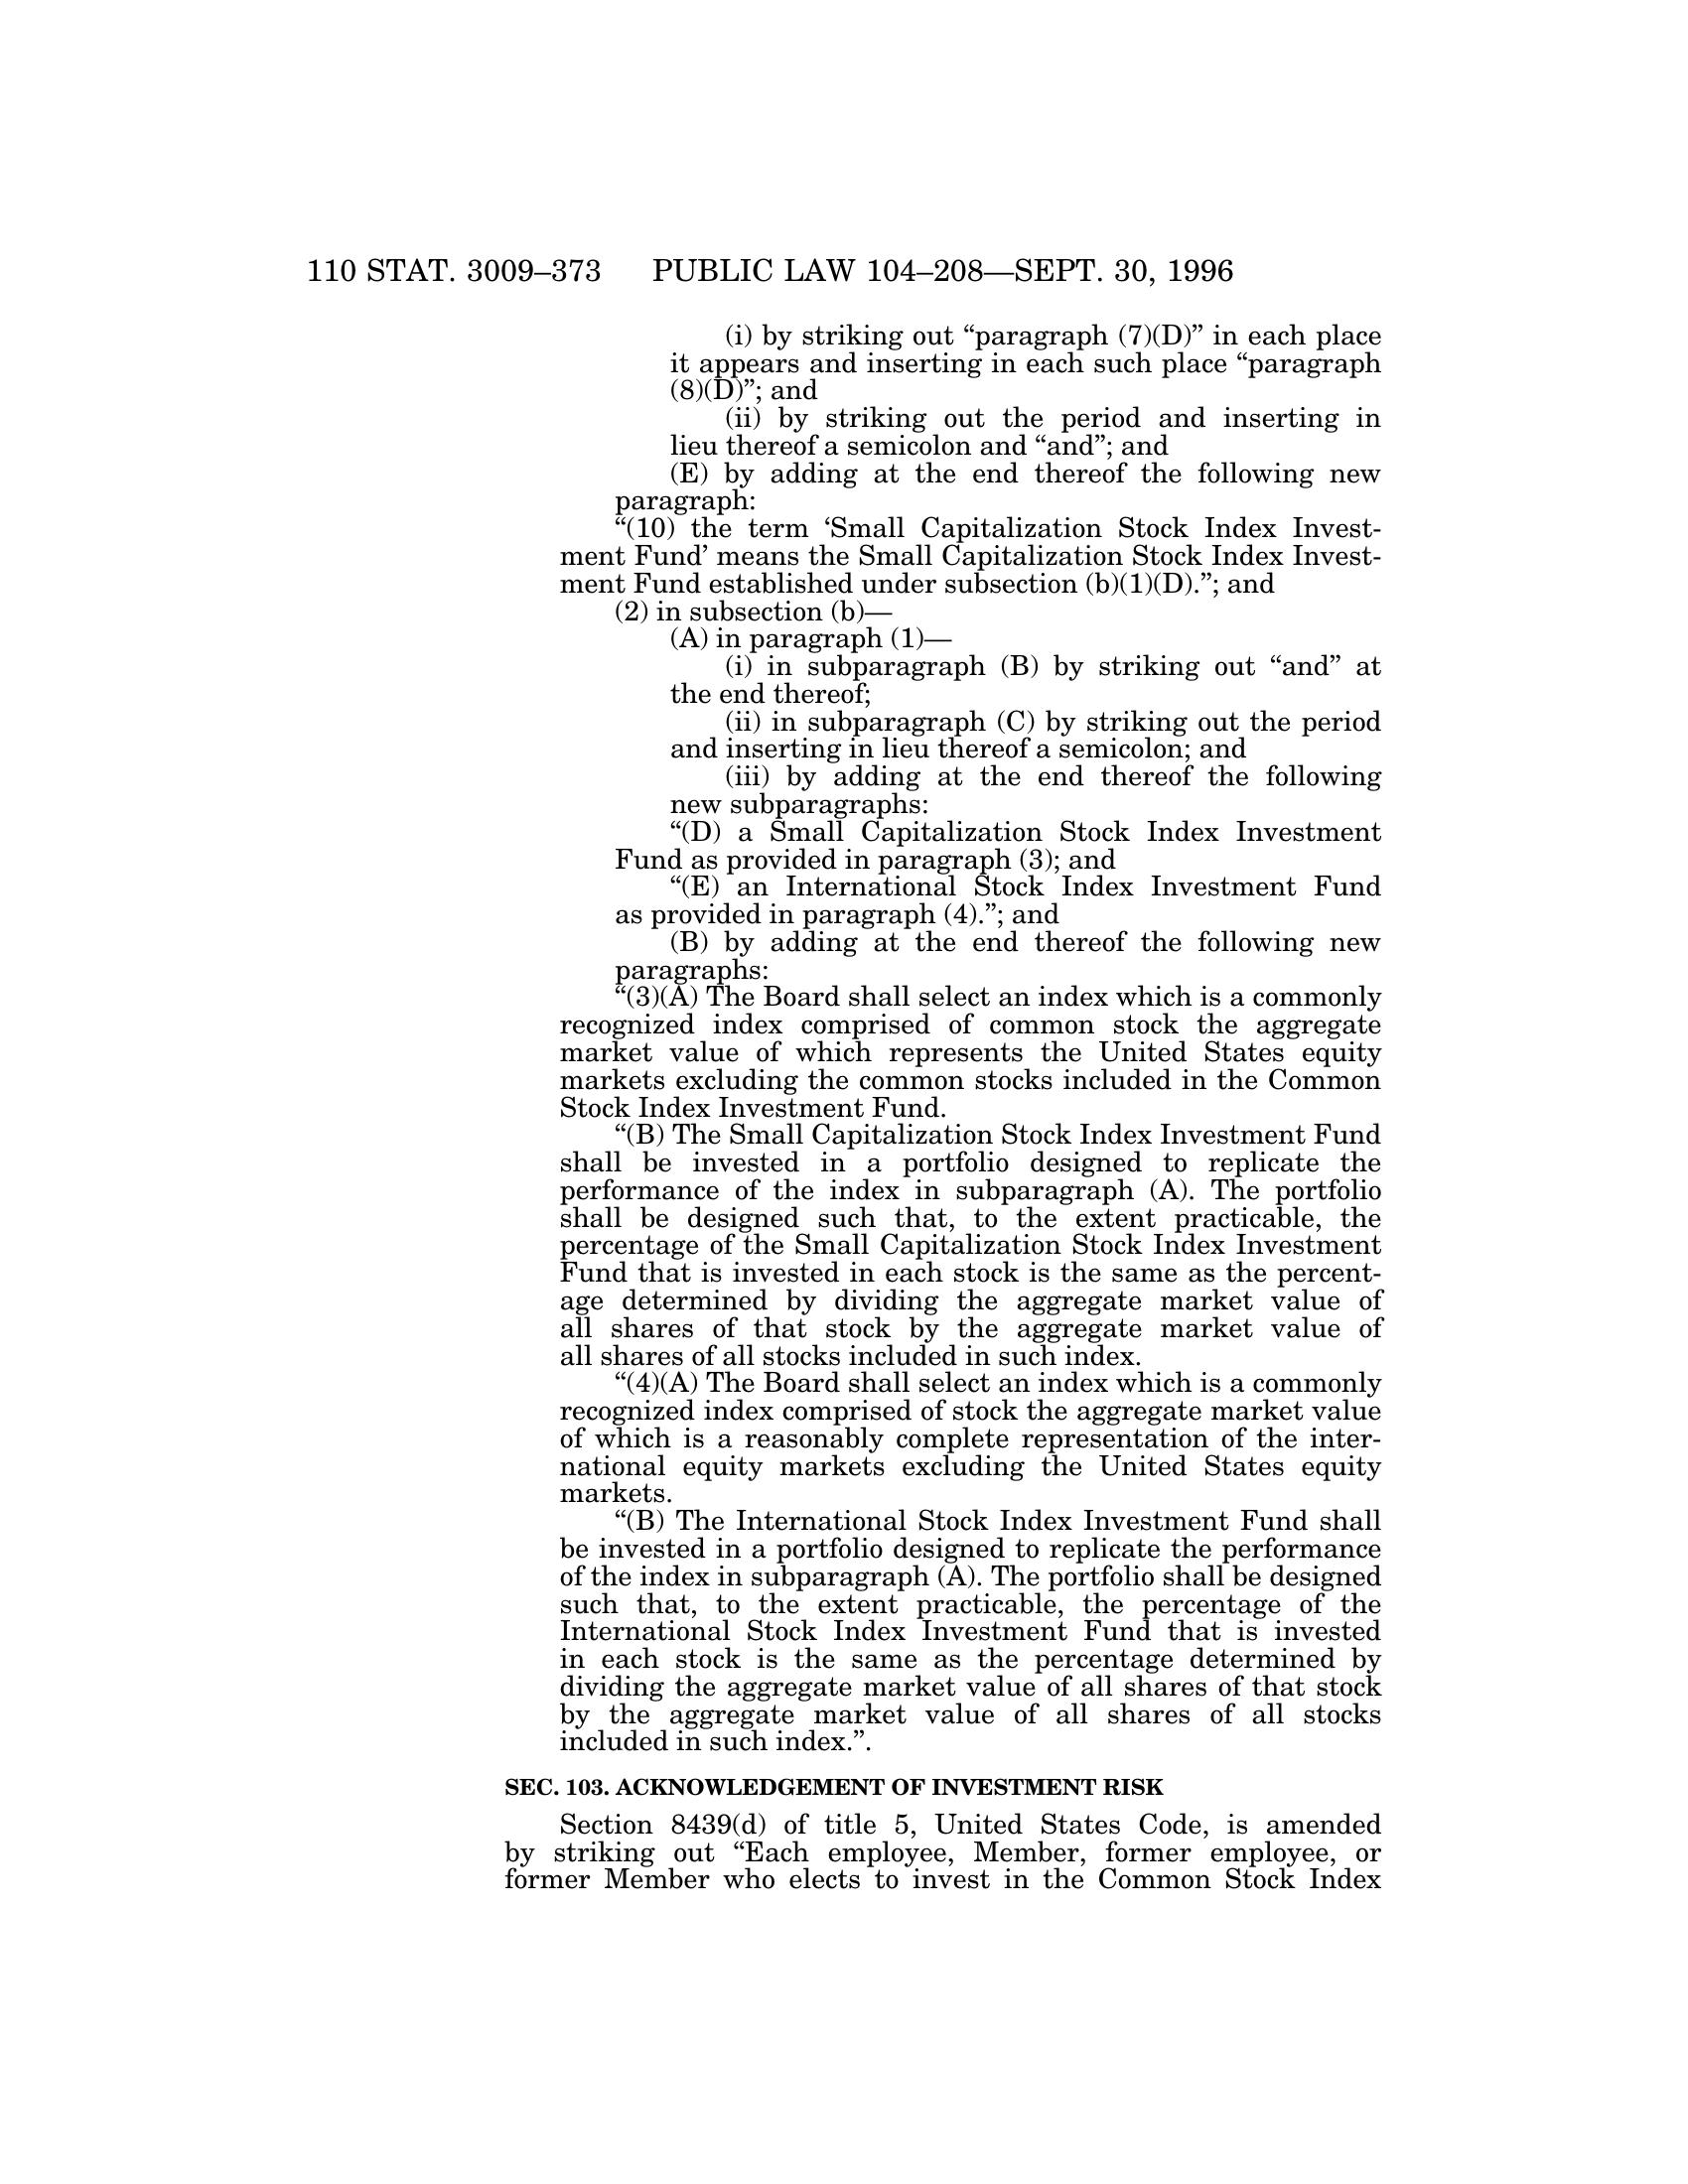 110 STAT. 3009–373 PUBLIC LAW 104–208—SEPT. 30, 1996
(i) by striking out “paragraph (7)(D)” in each place
it appears and inserting in each such place “paragraph
(8)(D)”; and
(ii) by striking out the period and inserting in
lieu thereof a semicolon and “and”; and
(E) by adding at the end thereof the following new
paragraph:
“(10) the term ‘Small Capitalization Stock Index Invest-
ment Fund’ means the Small Capitalization Stock Index Invest-
ment Fund established under subsection (b)(1)(D).”; and
(2) in subsection (b)—
(A) in paragraph (1)—
(i) in subparagraph (B) by striking out “and” at
the end thereof;
(ii) in subparagraph (C) by striking out the period
and inserting in lieu thereof a semicolon; and
(iii) by adding at the end thereof the following
new subparagraphs:
“(D) a Small Capitalization Stock Index Investment
Fund as provided in paragraph (3); and
“(E) an International Stock Index Investment Fund
as provided in paragraph (4).”; and
(B) by adding at the end thereof the following new
paragraphs:
“(3)(A) The Board shall select an index which is a commonly
recognized index comprised of common stock the aggregate
market value of which represents the United States equity
markets excluding the common stocks included in the Common
Stock Index Investment Fund.
“(B) The Small Capitalization Stock Index Investment Fund
shall be invested in a portfolio designed to replicate the
performance of the index in subparagraph (A). The portfolio
shall be designed such that, to the extent practicable, the
percentage of the Small Capitalization Stock Index Investment
Fund that is invested in each stock is the same as the percent-
age determined by dividing the aggregate market value of
all shares of that stock by the aggregate market value of
all shares of all stocks included in such index.
“(4)(A) The Board shall select an index which is a commonly
recognized index comprised of stock the aggregate market value
of which is a reasonably complete representation of the inter-
national equity markets excluding the United States equity
markets.
“(B) The International Stock Index Investment Fund shall
be invested in a portfolio designed to replicate the performance
of the index in subparagraph (A). The portfolio shall be designed
such that, to the extent practicable, the percentage of the
International Stock Index Investment Fund that is invested
in each stock is the same as the percentage determined by
dividing the aggregate market value of all shares of that stock
by the aggregate market value of all shares of all stocks
included in such index.”.
SEC. 103. ACKNOWLEDGEMENT OF INVESTMENT RISK
Section 8439(d) of title 5, United States Code, is amended
by striking out “Each employee, Member, former employee, or
former Member who elects to invest in the Common Stock Index